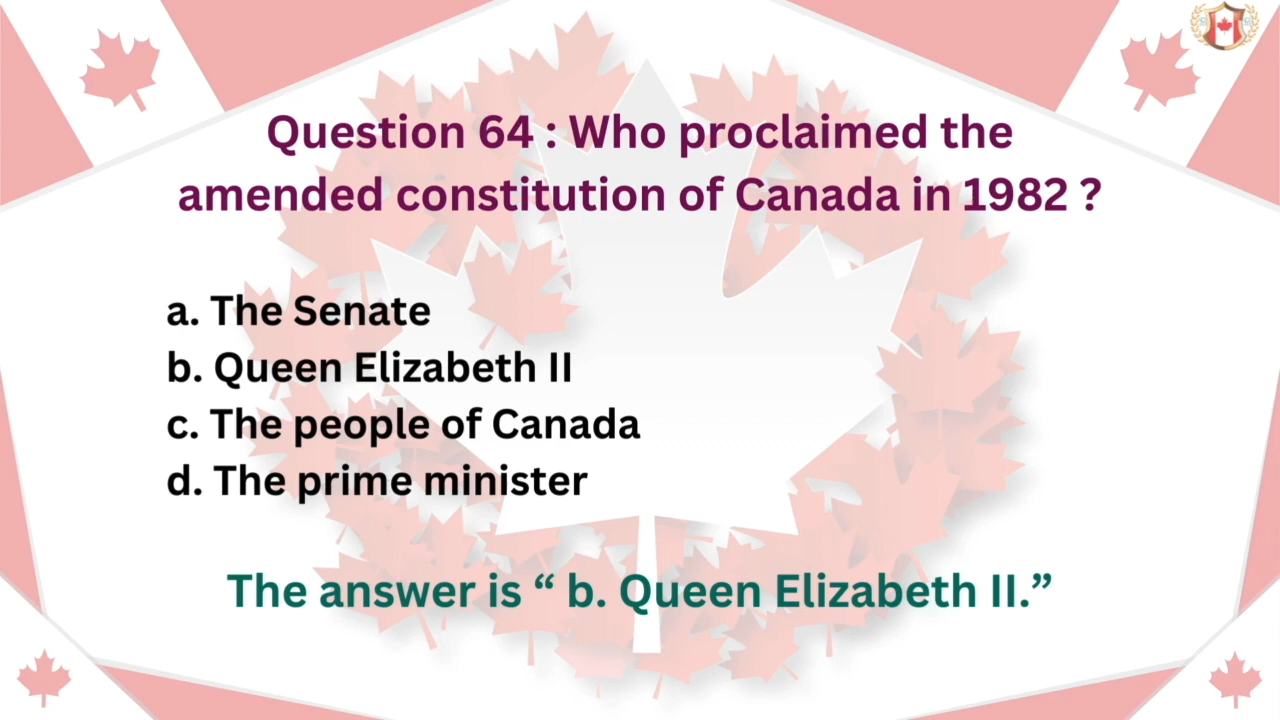 Question 64 : Who proclaimed the
amended constitution of Canada in 1982 ?
a. The Senate
b. Queen Elizabeth II
c. The people of Canada
d. The prime minister
The answer is “ b. Queen Elizabeth II.”